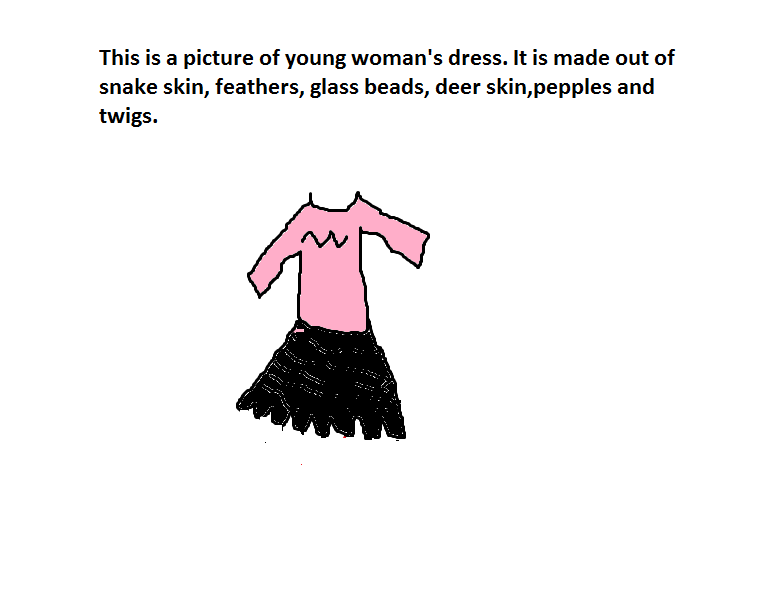 This is a picture of young woman's dress. It is made out of
snake skin, feathers, glass beads, deer skin,pepples and
twigs.